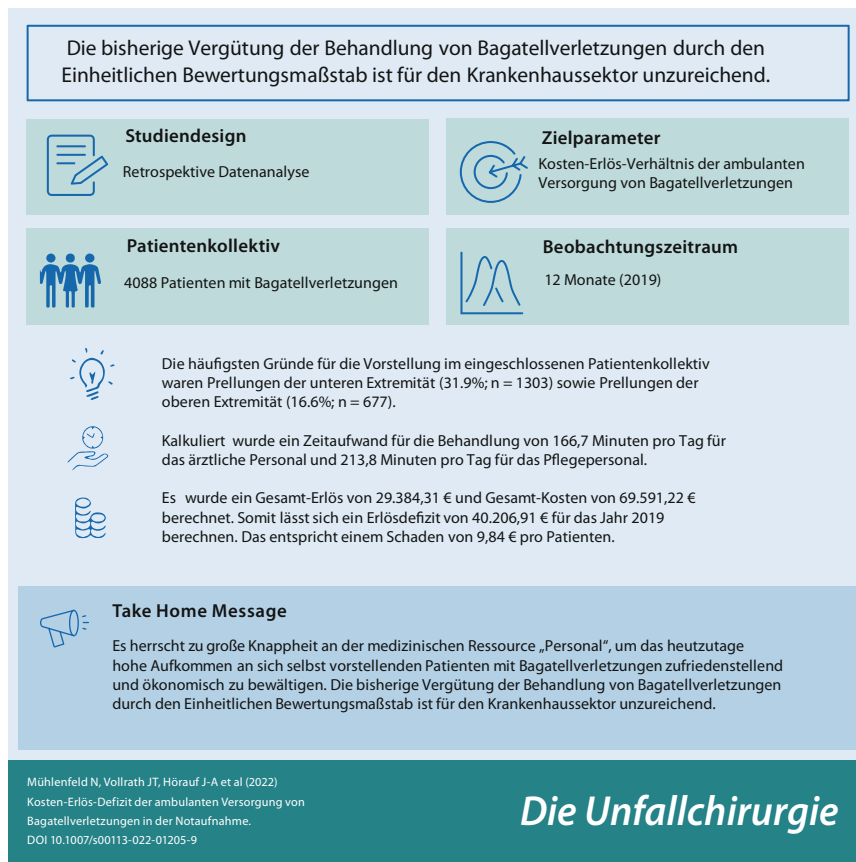 Die bisherige Vergütung der Behandlung von Bagatellverletzungen durch den
Einheitlichen Bewertungsmaßstab ist für den Krankenhaussektor unzureichend.
Studiendesign
Retrospektive Datenanalyse
Zielparameter
Kosten-Erlös-Verhältnis der ambulanten
Versorgung von Bagatellverletzungen
Patientenkollektiv
4088 Patienten mit Bagatellverletzungen
Beobachtungszeitraum
12 Monate (2019)
Die häufigsten Gründe für die Vorstellung im eingeschlossenen Patientenkollektiv
waren Prellungen der unteren Extremität (31.9%; n = 1303) sowie Prellungen der
oberen Extremität (16.6%; n = 677).
Kalkuliert wurde ein Zeitaufwand für die Behandlung von 166,7 Minuten pro Tag für
das ärztliche Personal und 213,8 Minuten pro Tag für das Pflegepersonal.
Es wurde ein Gesamt-Erlös von 29.384,31 € und Gesamt-Kosten von 69.591,22 €
berechnet. Somit lässt sich ein Erlösdefizit von 40.206,91 € für das Jahr 2019
berechnen. Das entspricht einem Schaden von 9,84 € pro Patienten.
Take Home Message
Es herrscht zu große Knappheit an der medizinischen Ressource „Personal“, um das heutzutage
hohe Aufkommen an sich selbst vorstellenden Patienten mit Bagatellverletzungen zufriedenstellend
und ökonomisch zu bewältigen. Die bisherige Vergütung der Behandlung von Bagatellverletzungen
durch den Einheitlichen Bewertungsmaßstab ist für den Krankenhaussektor unzureichend.
Mühlenfeld N, Vollrath JT, Hörauf J-A et al (2022)
Kosten-Erlös-Defizit der ambulanten Versorgung von
Bagatellverletzungen in der Notaufnahme.
DOI 10.1007/s00113-022-01205-9
Die Unfallchirurgie